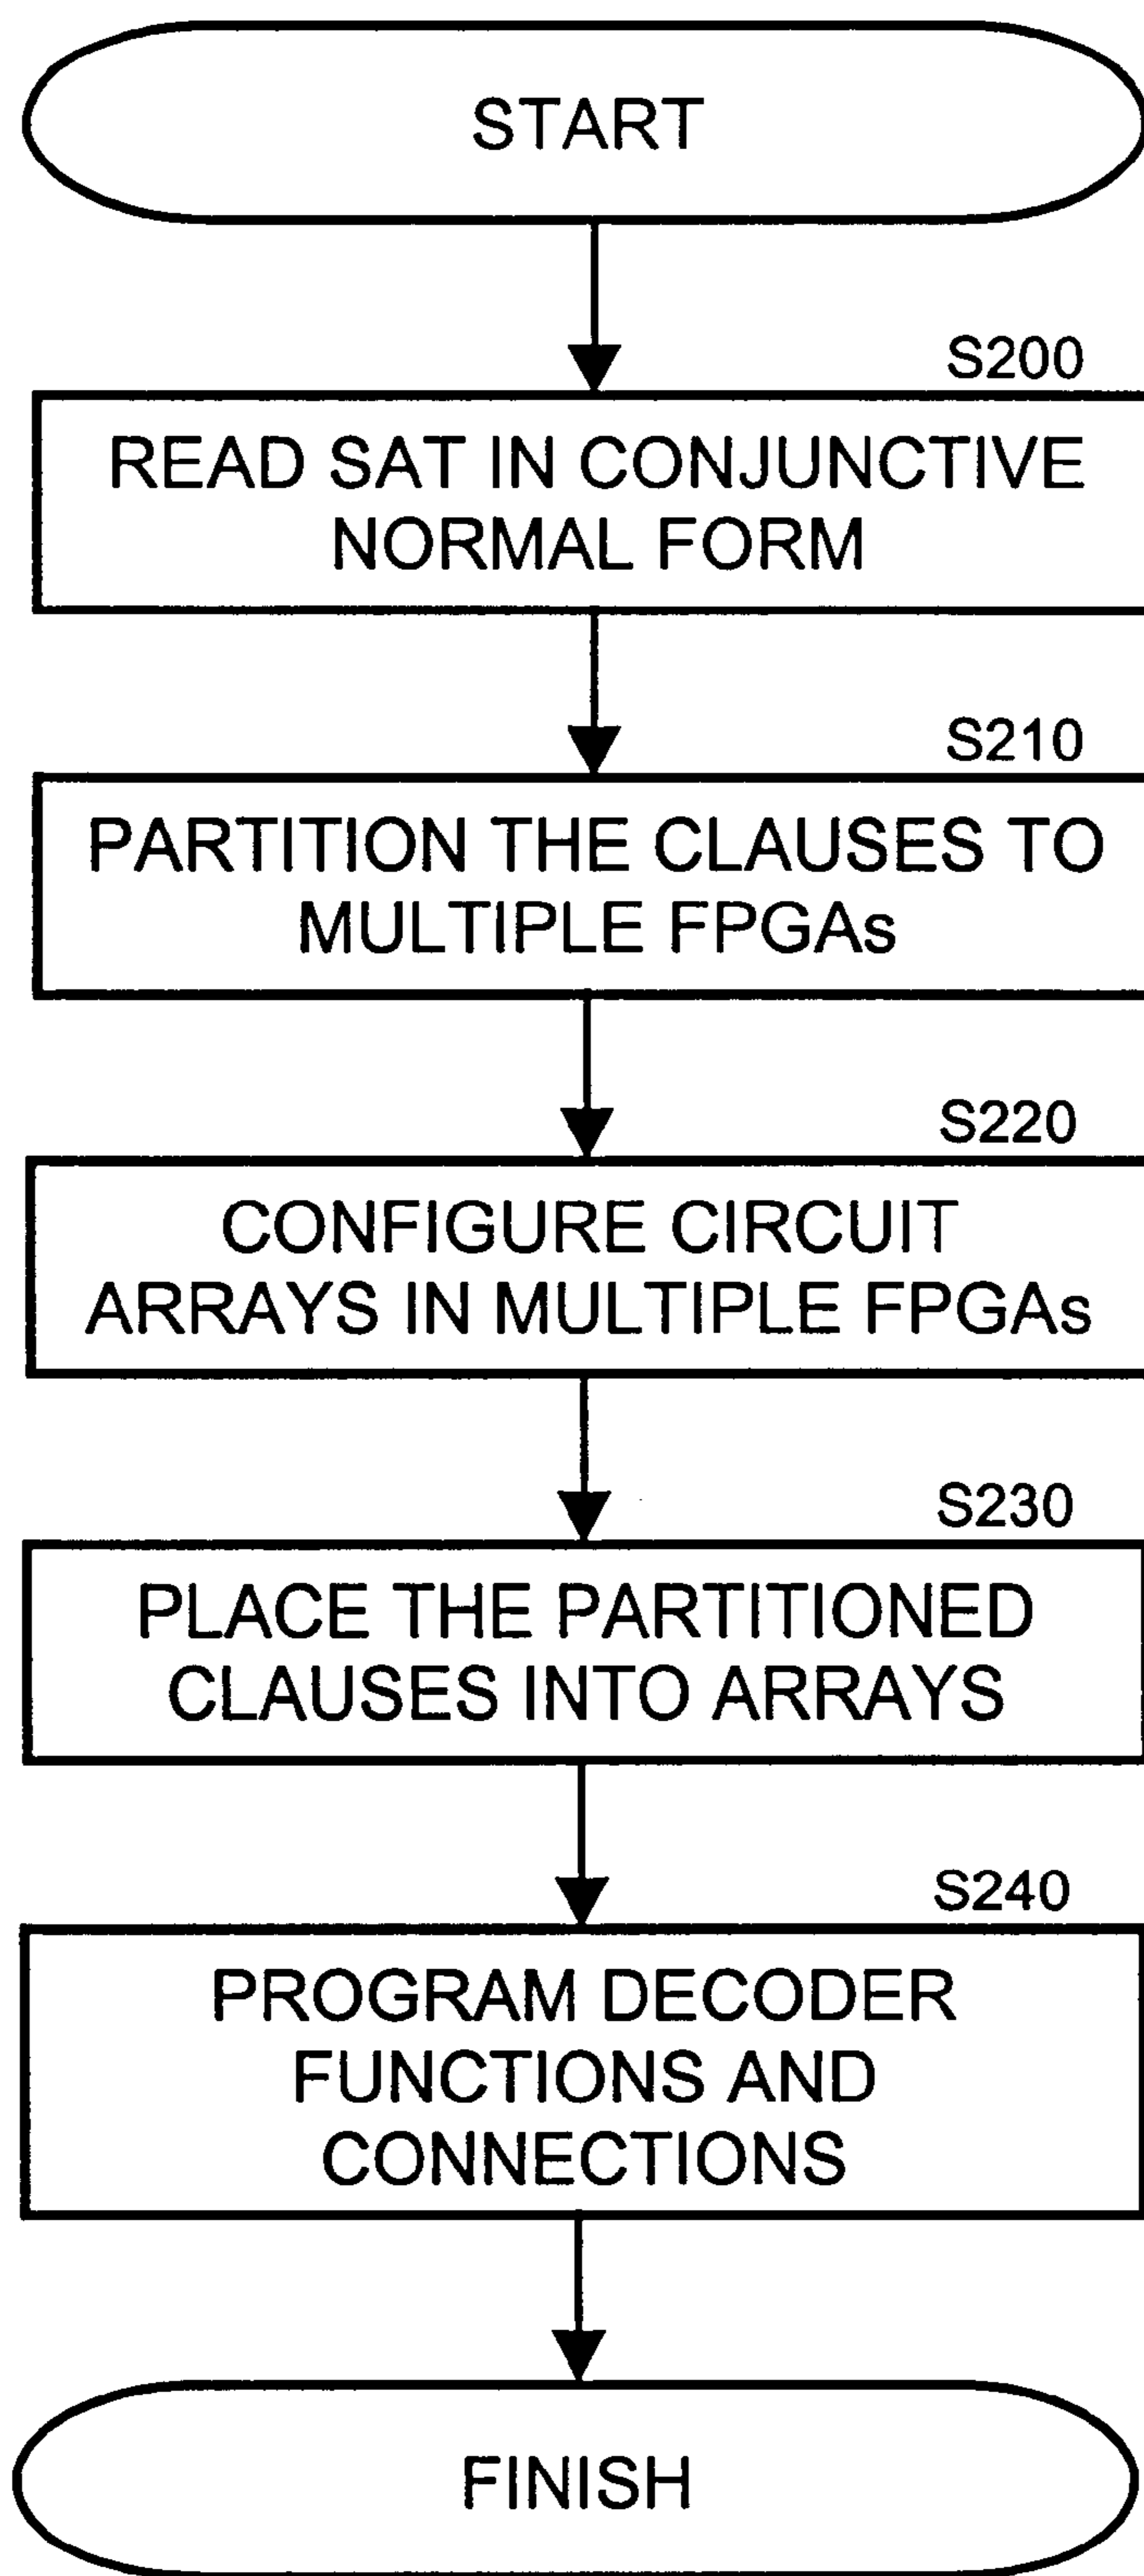 START
S200
READ SAT IN CONJUNCTIVE
NORMAL FORM
S210
PARTITION THE CLAUSES TO
MULTIPLE FPGAs
S220
CONFIGURE CIRCUIT
ARRAYS IN MULTIPLE FPGAs
S230
PLACE THE PARTITIONED
CLAUSES INTO ARRAYS
S240
PROGRAM DECODER
FUNCTIONS AND
CONNECTIONS
FINISH